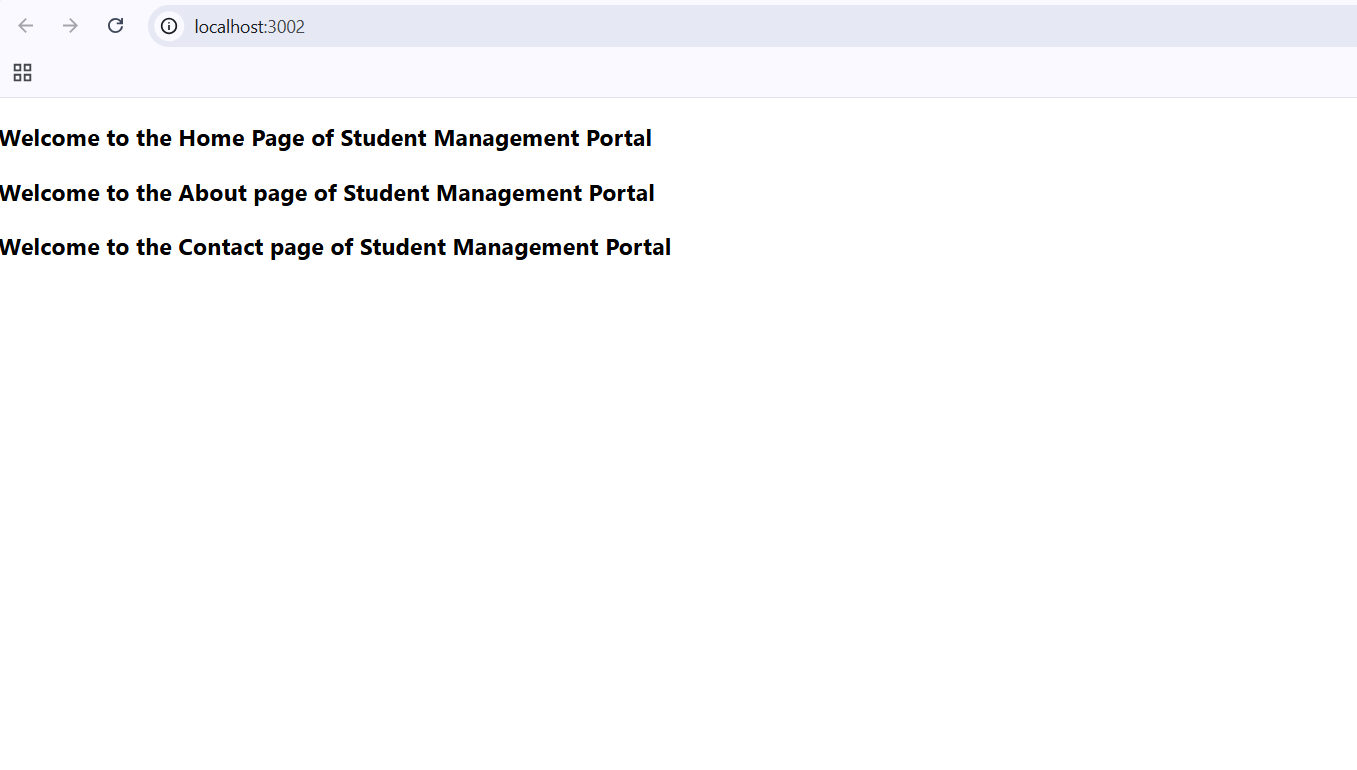 localhost:3002
Welcome to the Home Page of Student Management Portal
Welcome to the About page of Student Management Portal
Welcome to the Contact page of Student Management Portal